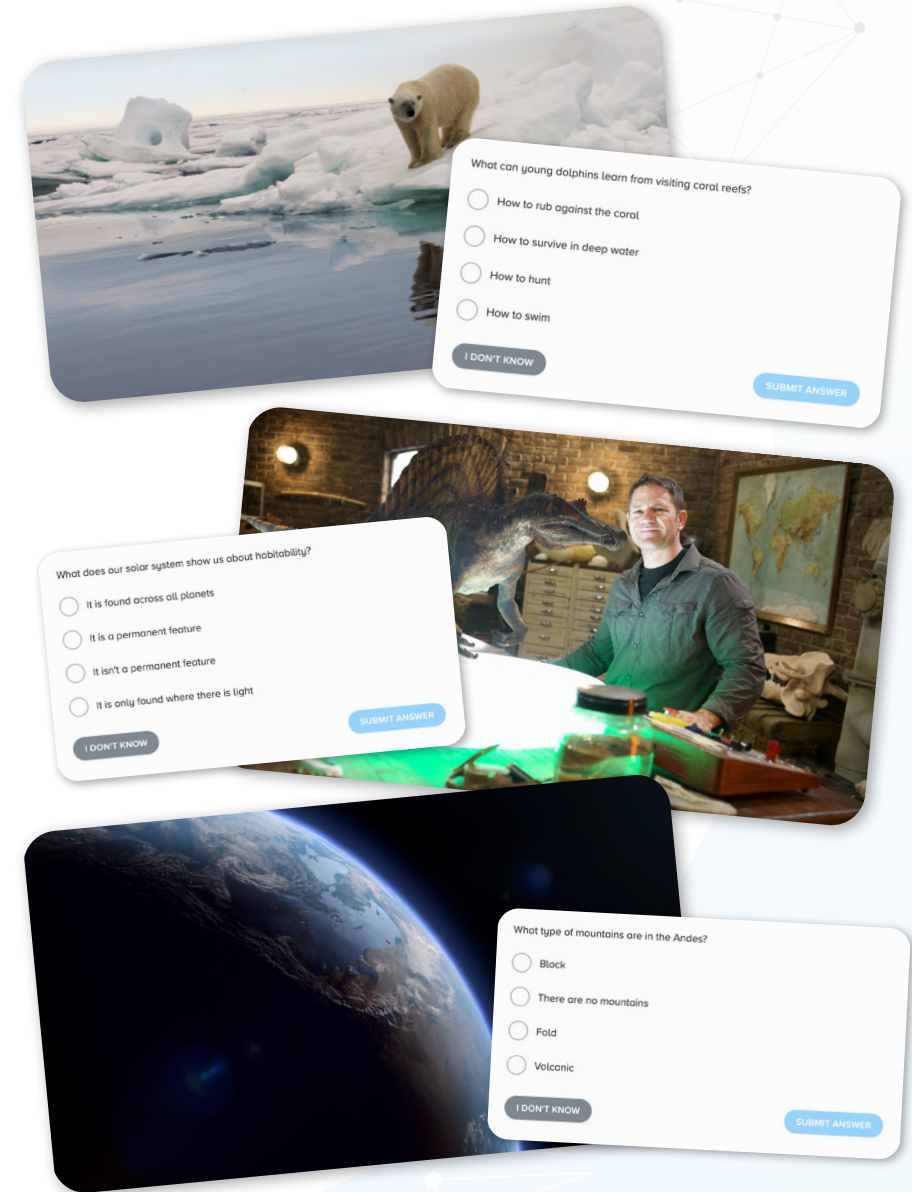 What can young dolphins learn from visiting coral reefs?
How to rub against the coral
How to survive in deep water
How to hunt
How to swim
I DON'T KNOW
SUBMIT ANSWER
What does our solar system show us about habitability?
It is found across all planets
It is a permanent feature
It isn't a permanent feature
It is only found where there is light
SUBMIT ANSWER
I DON'T KNOW
What type of mountains are in the Andes?
Block
There are no mountains
Fold
Volcanic
I DON'T KNOW
SUBMIT ANSWER